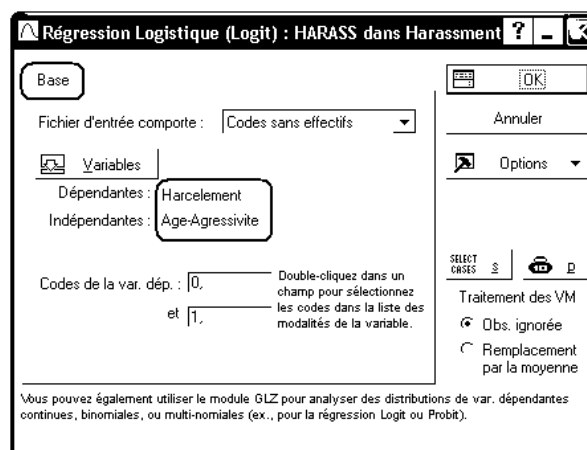 Régression Logistique (Logit) : HARASS dans Harassment ? _
Base
OK
Fichier d'entrée comporte : Codes sans effectifs
Annuler
Variables
Options
Dépendantes : Harcelement
Indépendantes : Age-Agressivite
SELECT CASES S D
Codes de la var. dép. : 0,
et 1,
Double-cliquez dans un
champ pour sélectionnez
les codes dans la liste des
modalités de la variable.
Traitement des VM
Obs. ignorée
Remplacement
par la moyenne
Vous pouvez également utiliser le module GLZ pour analyser des distributions de var. dépendantes
continues, binomiales, ou multi-nomiales (ex., pour la régression Logit ou Probit).